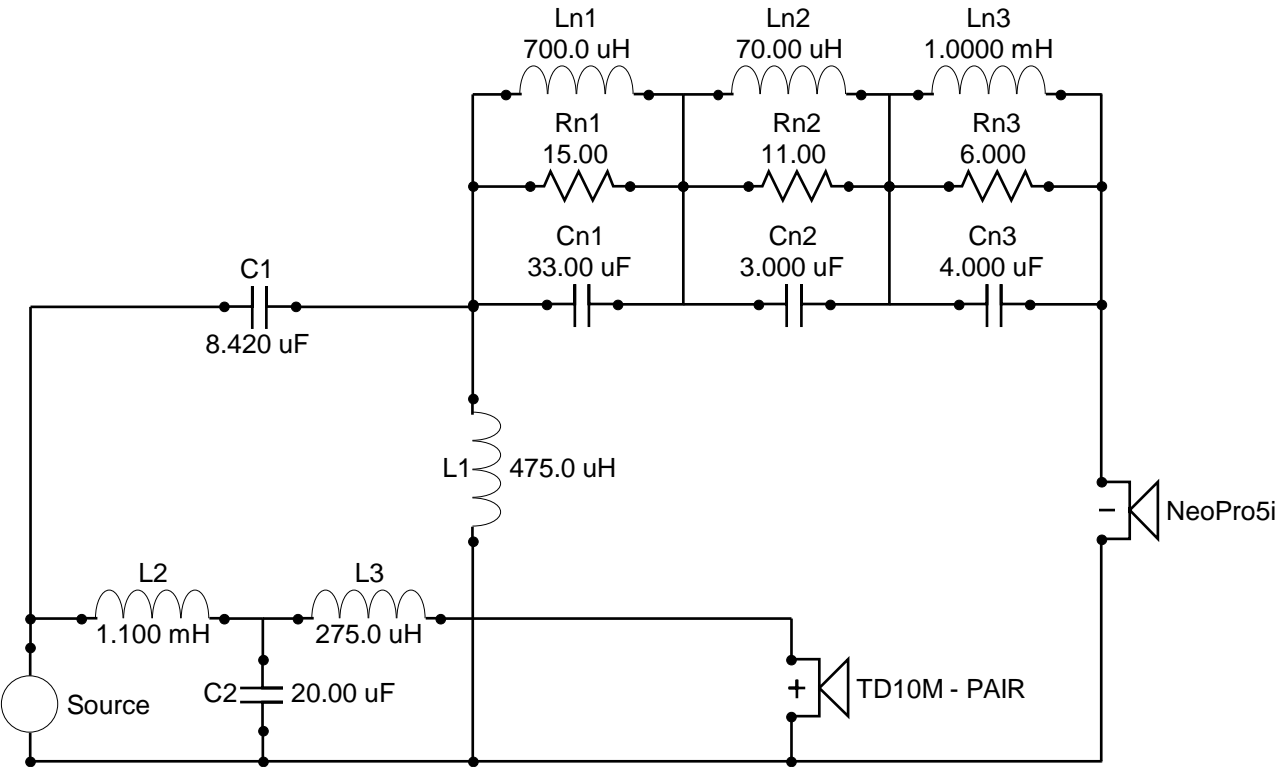 Ln1
700.0 uH
Ln2
70.00 uH
Ln3
1.0000 mH
Rn1
15.00
Rn2
11.00
Rn3
6.000
Cn1
33.00 uF
Cn2
3.000 uF
Cn3
4.000 uF
C1
8.420 uF
L1
475.0 uH
−
NeoPro5i
L2
1.100 mH
L3
275.0 uH
C2
20.00 uF
Source
+
TD10M - PAIR